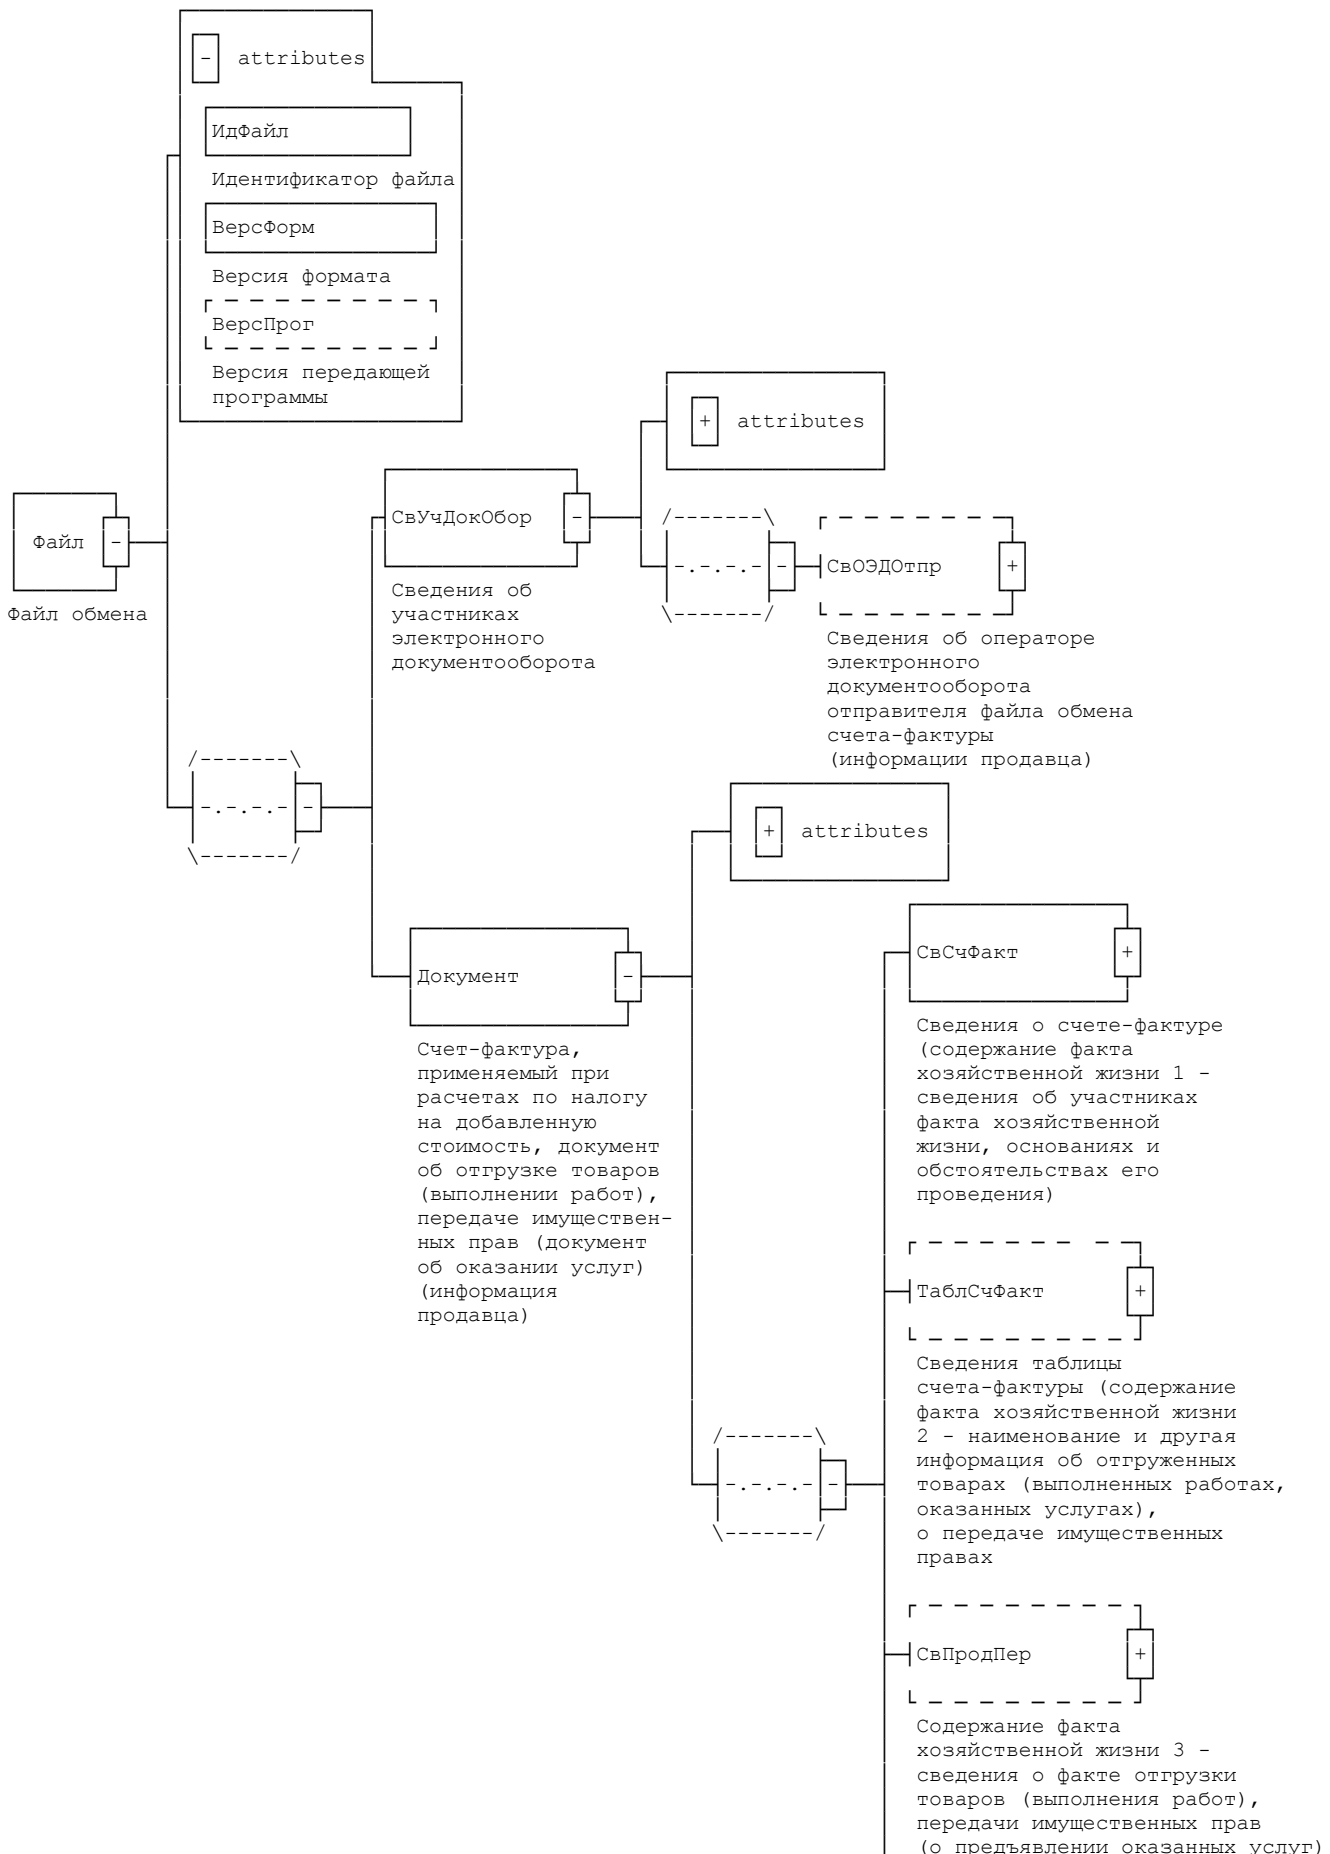 - attributes
ИдФайл
Идентификатор файла
ВерсФорм
Версия формата
ВерсПрог
Версия передающей
программы
+ attributes
СвУчДокОбор -
Сведения об
участниках
электронного
документооборота
/-------\
-.-.-.- -
\-------/
СвОЭДОтпр +
Сведения об операторе
электронного
документооборота
отправителя файла обмена
счета-фактуры
(информации продавца)
Файл -
Файл обмена
/-------\
-.-.-.- -
\-------/
+ attributes
Документ -
Счет-фактура,
применяемый при
расчетах по налогу
на добавленную
стоимость, документ
об отгрузке товаров
(выполнении работ),
передаче имуществен-
ных прав (документ
об оказании услуг)
(информация
продавца)
/-------\
-.-.-.- -
\-------/
СвСчФакт +
Сведения о счете-фактуре
(содержание факта
хозяйственной жизни 1 -
сведения об участниках
факта хозяйственной
жизни, основаниях и
обстоятельствах его
проведения)
ТаблСчФакт +
Сведения таблицы
счета-фактуры (содержание
факта хозяйственной жизни
2 - наименование и другая
информация об отгруженных
товарах (выполненных работах,
оказанных услугах),
о передаче имущественных
правах
СвПродПер +
Содержание факта
хозяйственной жизни 3 -
сведения о факте отгрузки
товаров (выполнения работ),
передачи имущественных прав
(о предъявлении оказанных услуг)